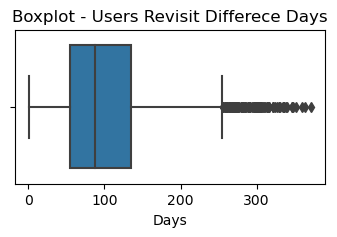 Boxplot - Users Revisit Differece Days
0 100 200 300
Days